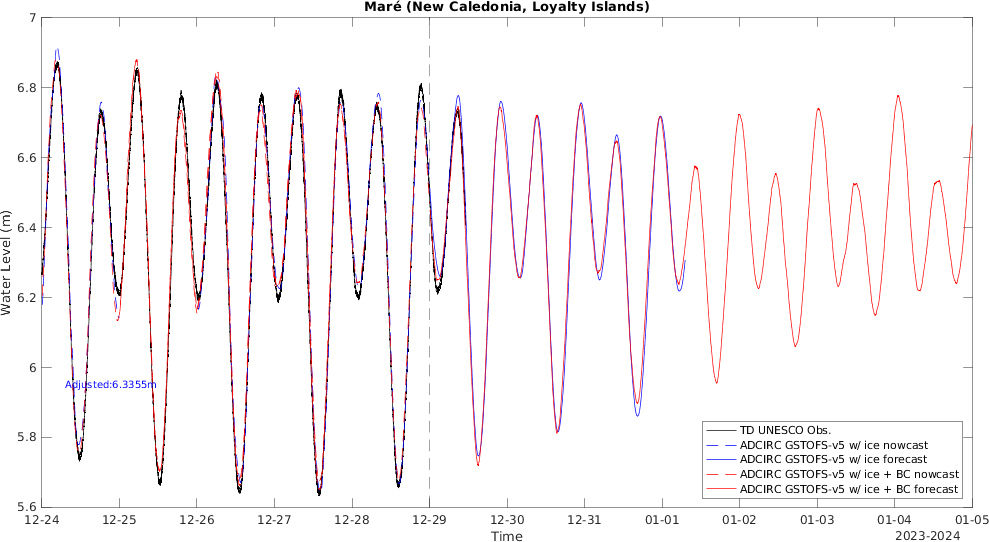 Maré (New Caledonia, Loyalty Islands)
7
6.8
6.6
6.4
6.2
6
5.8
5.6
Water Level (m)
Adjusted:6.3355m
TD UNESCO Obs.
ADCIRC GSTOFS-v5 w/ ice nowcast
ADCIRC GSTOFS-v5 w/ ice forecast
ADCIRC GSTOFS-v5 w/ ice + BC nowcast
ADCIRC GSTOFS-v5 w/ ice + BC forecast
12-24 12-25 12-26 12-27 12-28 12-29 12-30 12-31 01-01 01-02 01-03 01-04 01-05
Time
2023-2024